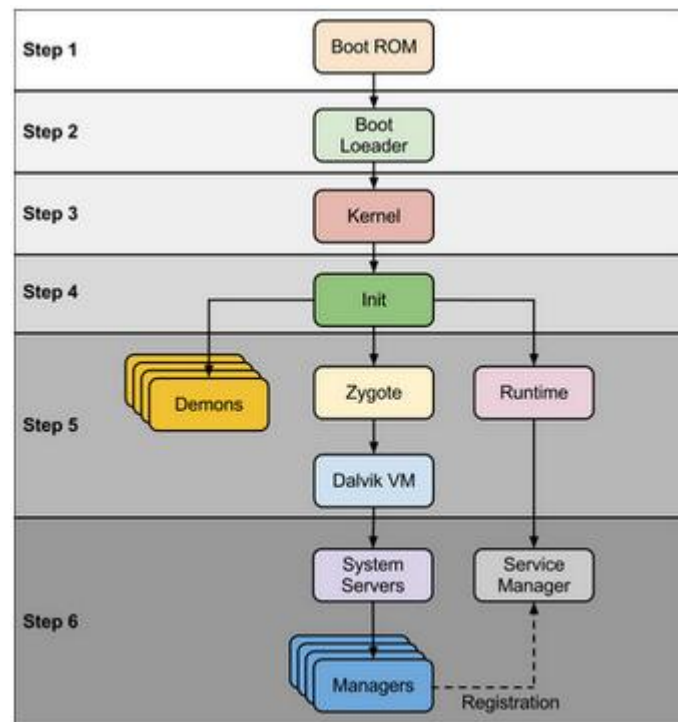 Step 1
Boot ROM
Step 2
Boot
Loeader
Step 3
Kernel
Step 4
Init
Step 5
Demons
Zygote
Runtime
Dalvik VM
Step 6
System
Servers
Service
Manager
Managers
Registration